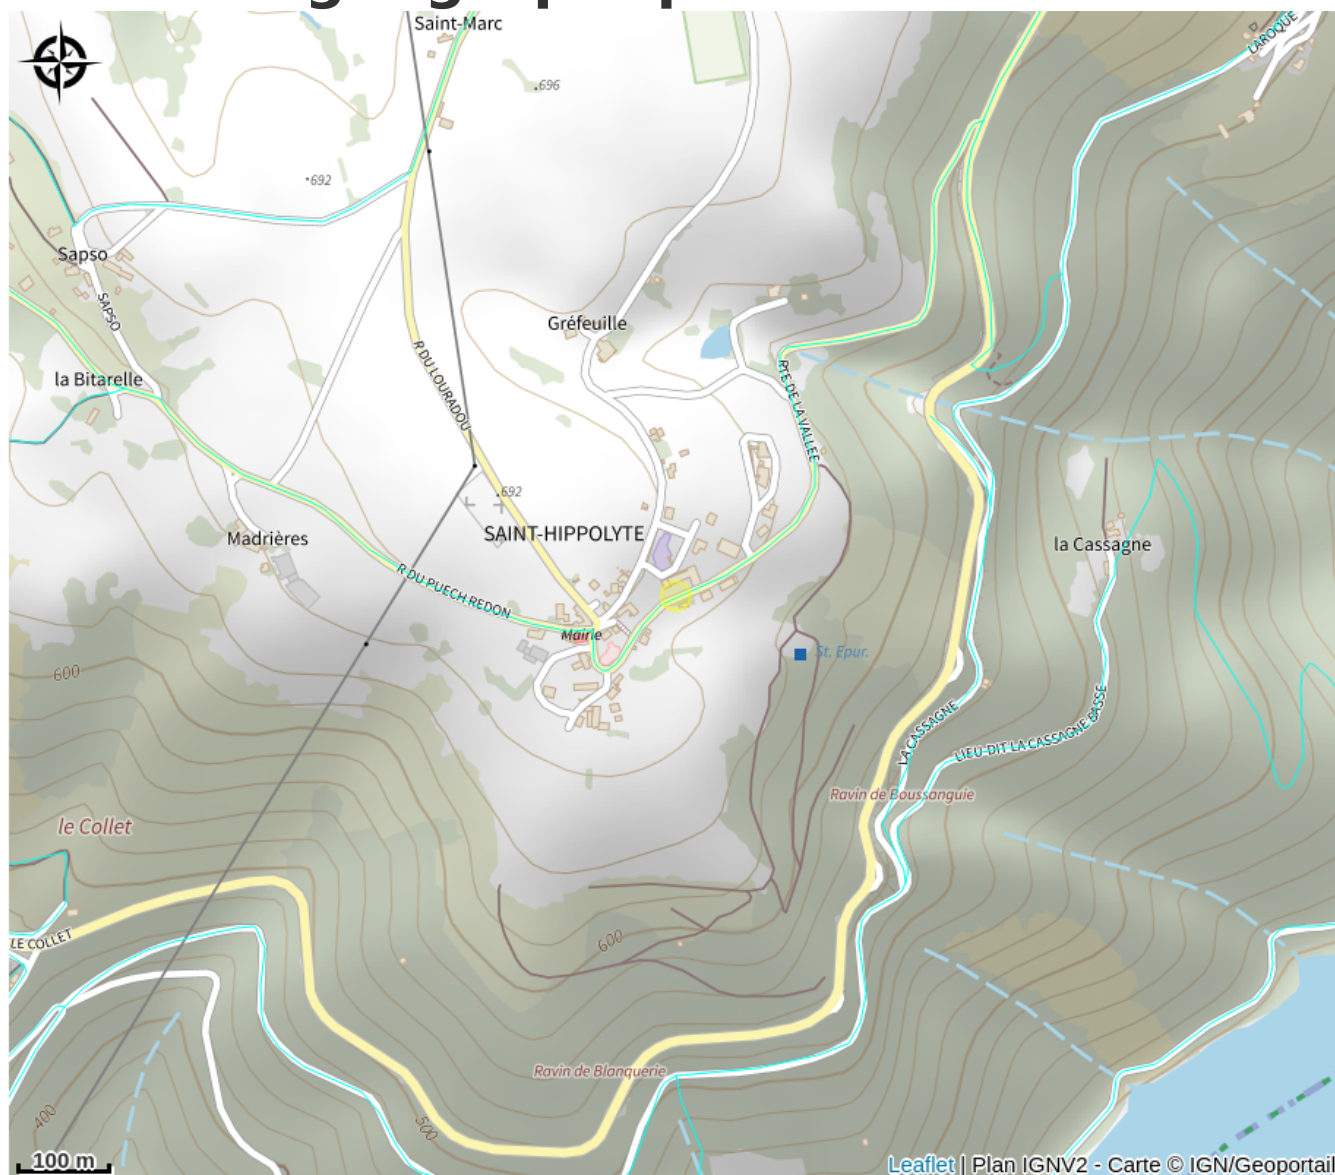 Saint-Marc
LAROQUE
.696
692
Sapso
SAPSO
Gréfeuille
R DU LOURADOU
la Bitarelle
RTE DE LA VALLÉE
692
SAINT-HIPPOLYTE
Madrières
la Cassagne
R DU PUECH REDON
Mairie
St. Epur.
600
LA CASSAGNE
LIEU-DIT LA CASSAGNE BASSE
Ravin de Boussanguie
le Collet
LE COLLET
600
Ravin de Blanquerie
400
500
100 m
Leaflet | Plan IGNV2 - Carte © IGN/Geoportail